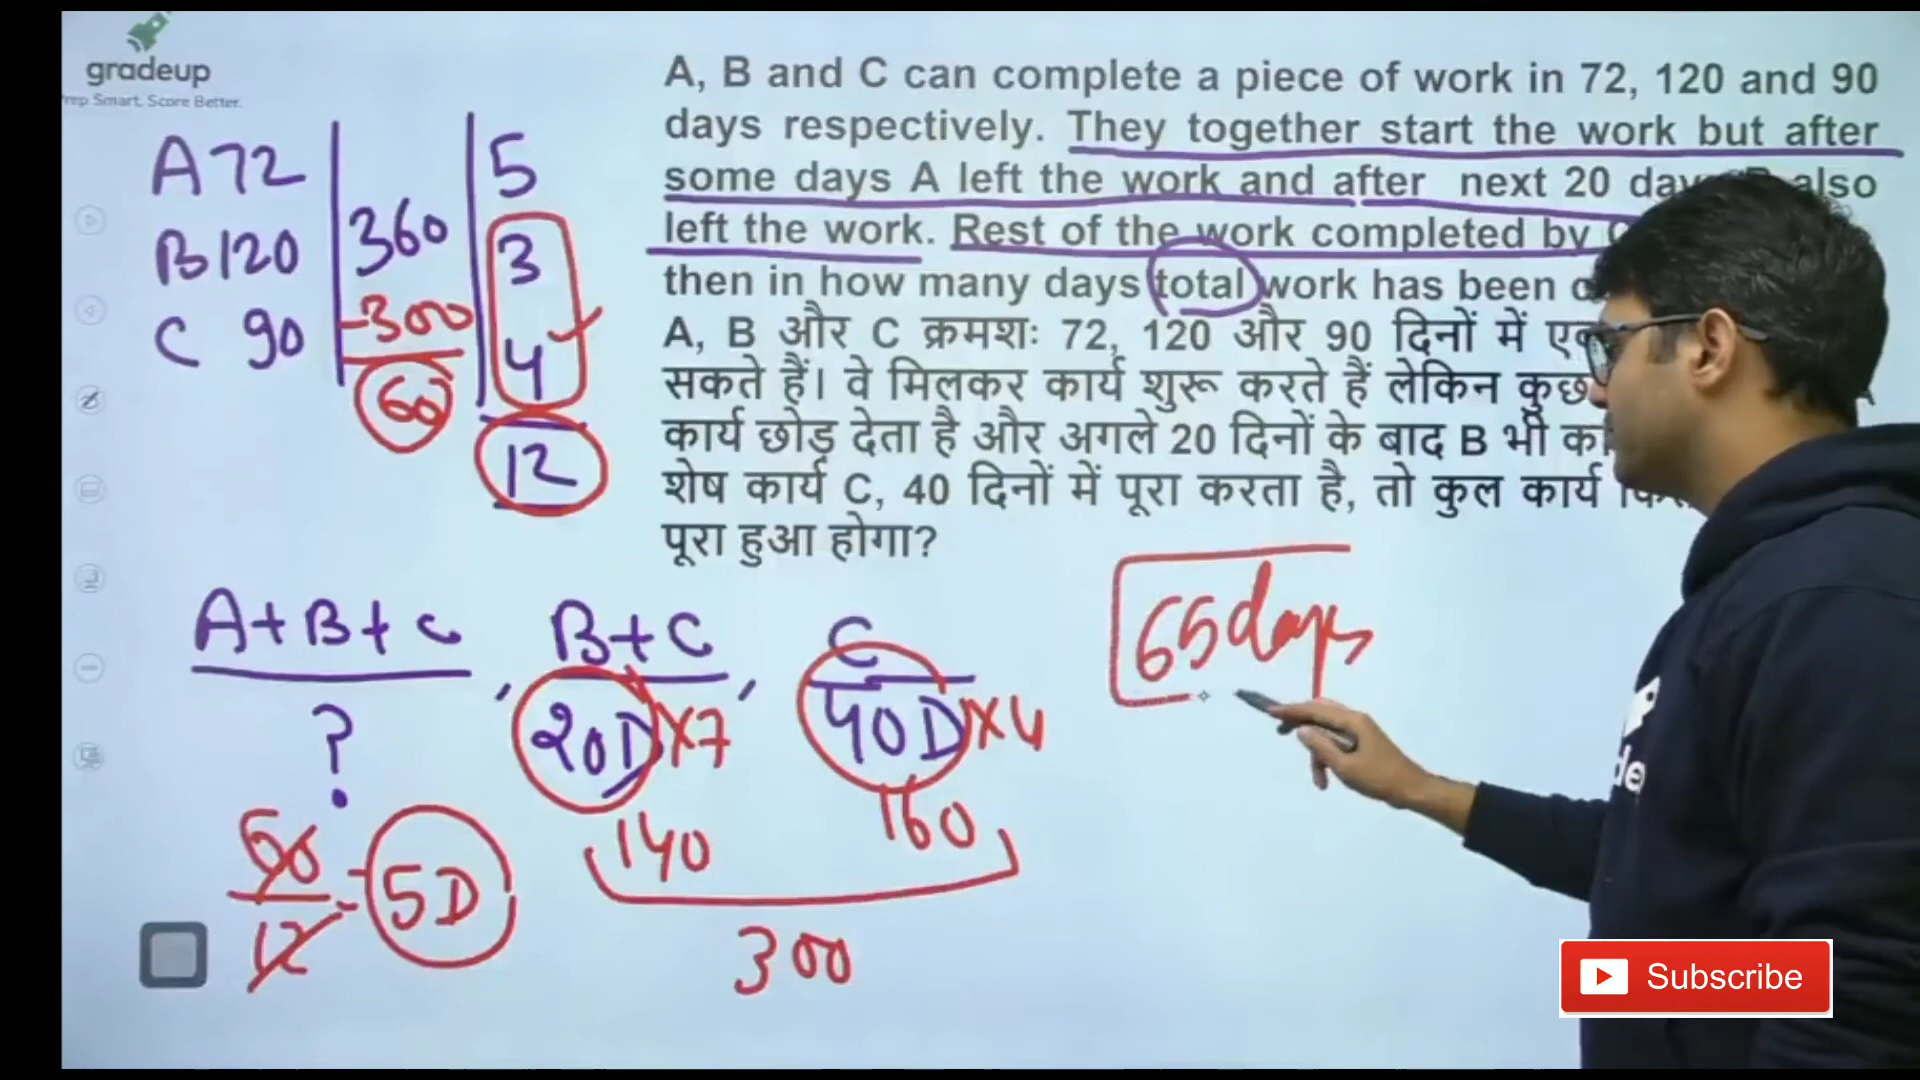 gradeup
rep Smart. Score Better.
A, B and C can complete a piece of work in 72, 120 and 90
days respectively. They together start the work but after
some days A left the work and after next 20 also
left the work. Rest of the work completed by
then in how many days total work has been
A, B और C क्रमशः 72, 120 और 90 दिनों में
सकते हैं। वे मिलकर कार्य शुरू करते हैं लेकिन कुछ
कार्य छोड़ देता है और अगले 20 दिनों के बाद B भी
शेष कार्य C, 40 दिनों में पूरा करता है, तो कुल कार्य
पूरा हुआ होगा?
A 72 5
B 120 360 3
C 90 -300 4
60 12
A+B+C , B+C , C
? 20D×7 40D×4
140 160
60/12 = 5D
300
65 days
Subscribe